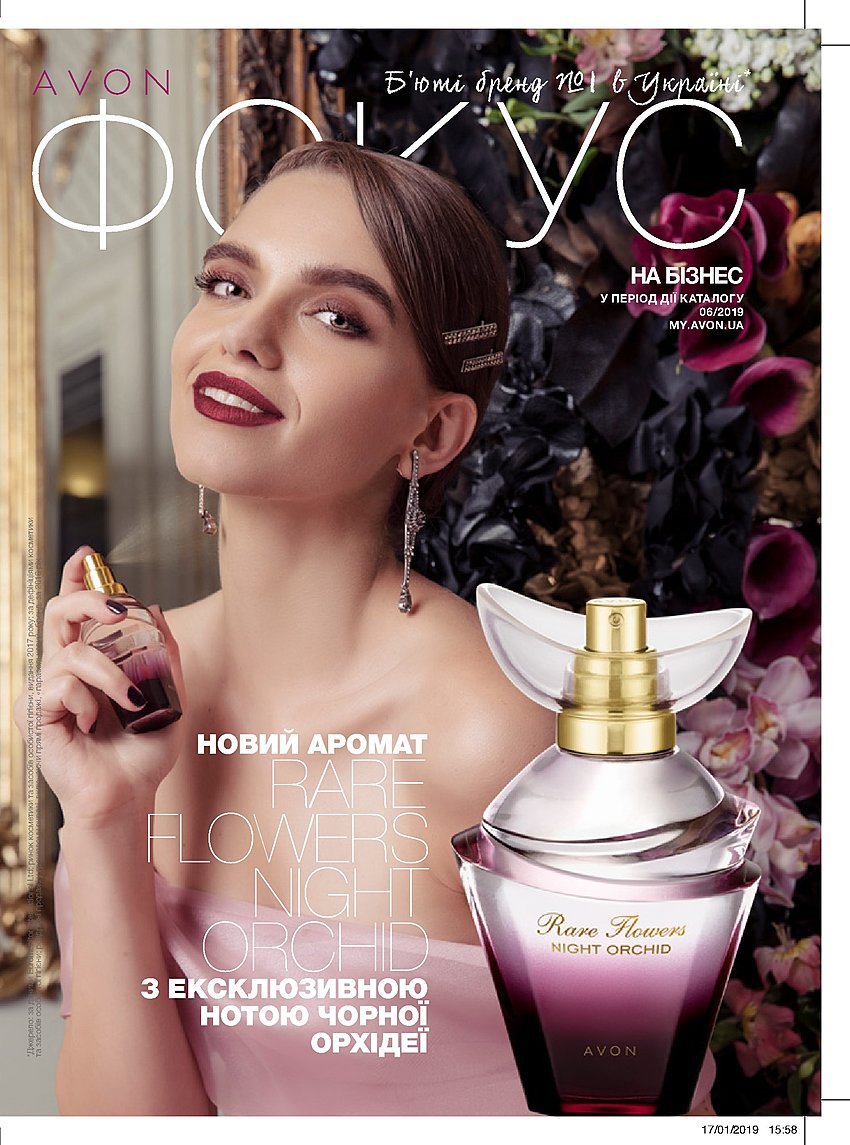 AVON
Б'юті бренд №1 в Україні*
ФОКУС
НА БІЗНЕС
У ПЕРІОД ДІЇ КАТАЛОГУ
06/2019
MY.AVON.UA
НОВИЙ АРОМАТ
RARE
FLOWERS
NIGHT
ORCHID
З ЕКСКЛЮЗИВНОЮ
НОТОЮ ЧОРНОЇ
ОРХІДЕЇ
Rare Flowers
NIGHT ORCHID
AVON
17/01/2019 15:58